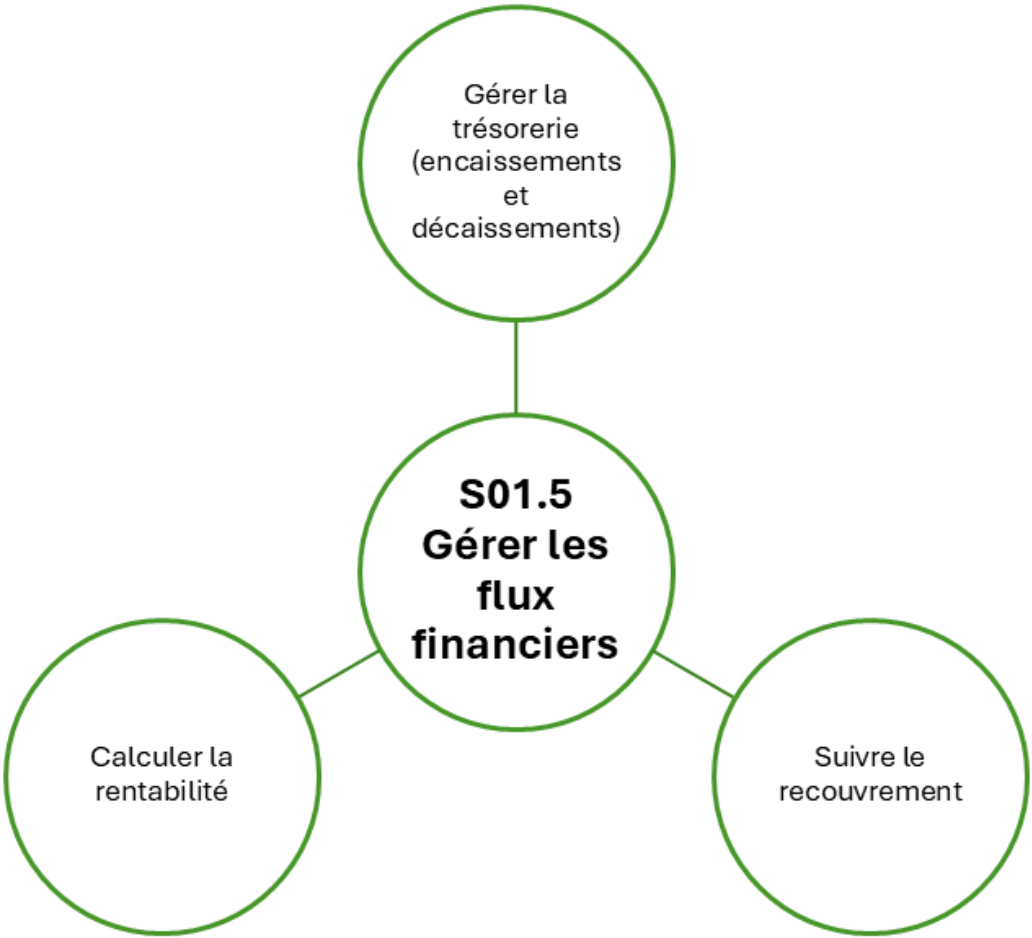 Gérer la
trésorerie
(encaissements
et
décaissements)
S01.5
Gérer les
flux
financiers
Calculer la
rentabilité
Suivre le
recouvrement